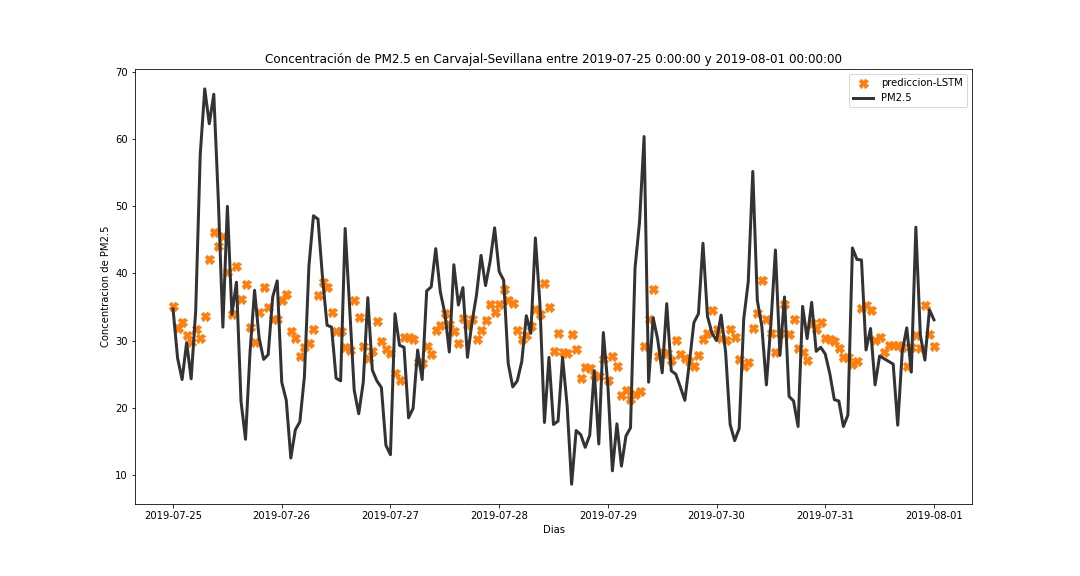 Concentración de PM2.5 en Carvajal-Sevillana entre 2019-07-25 0:00:00 y 2019-08-01 00:00:00
prediccion-LSTM
PM2.5
Concentracion de PM2.5
70
60
50
40
30
20
10
2019-07-25 2019-07-26 2019-07-27 2019-07-28 2019-07-29 2019-07-30 2019-07-31 2019-08-01
Dias